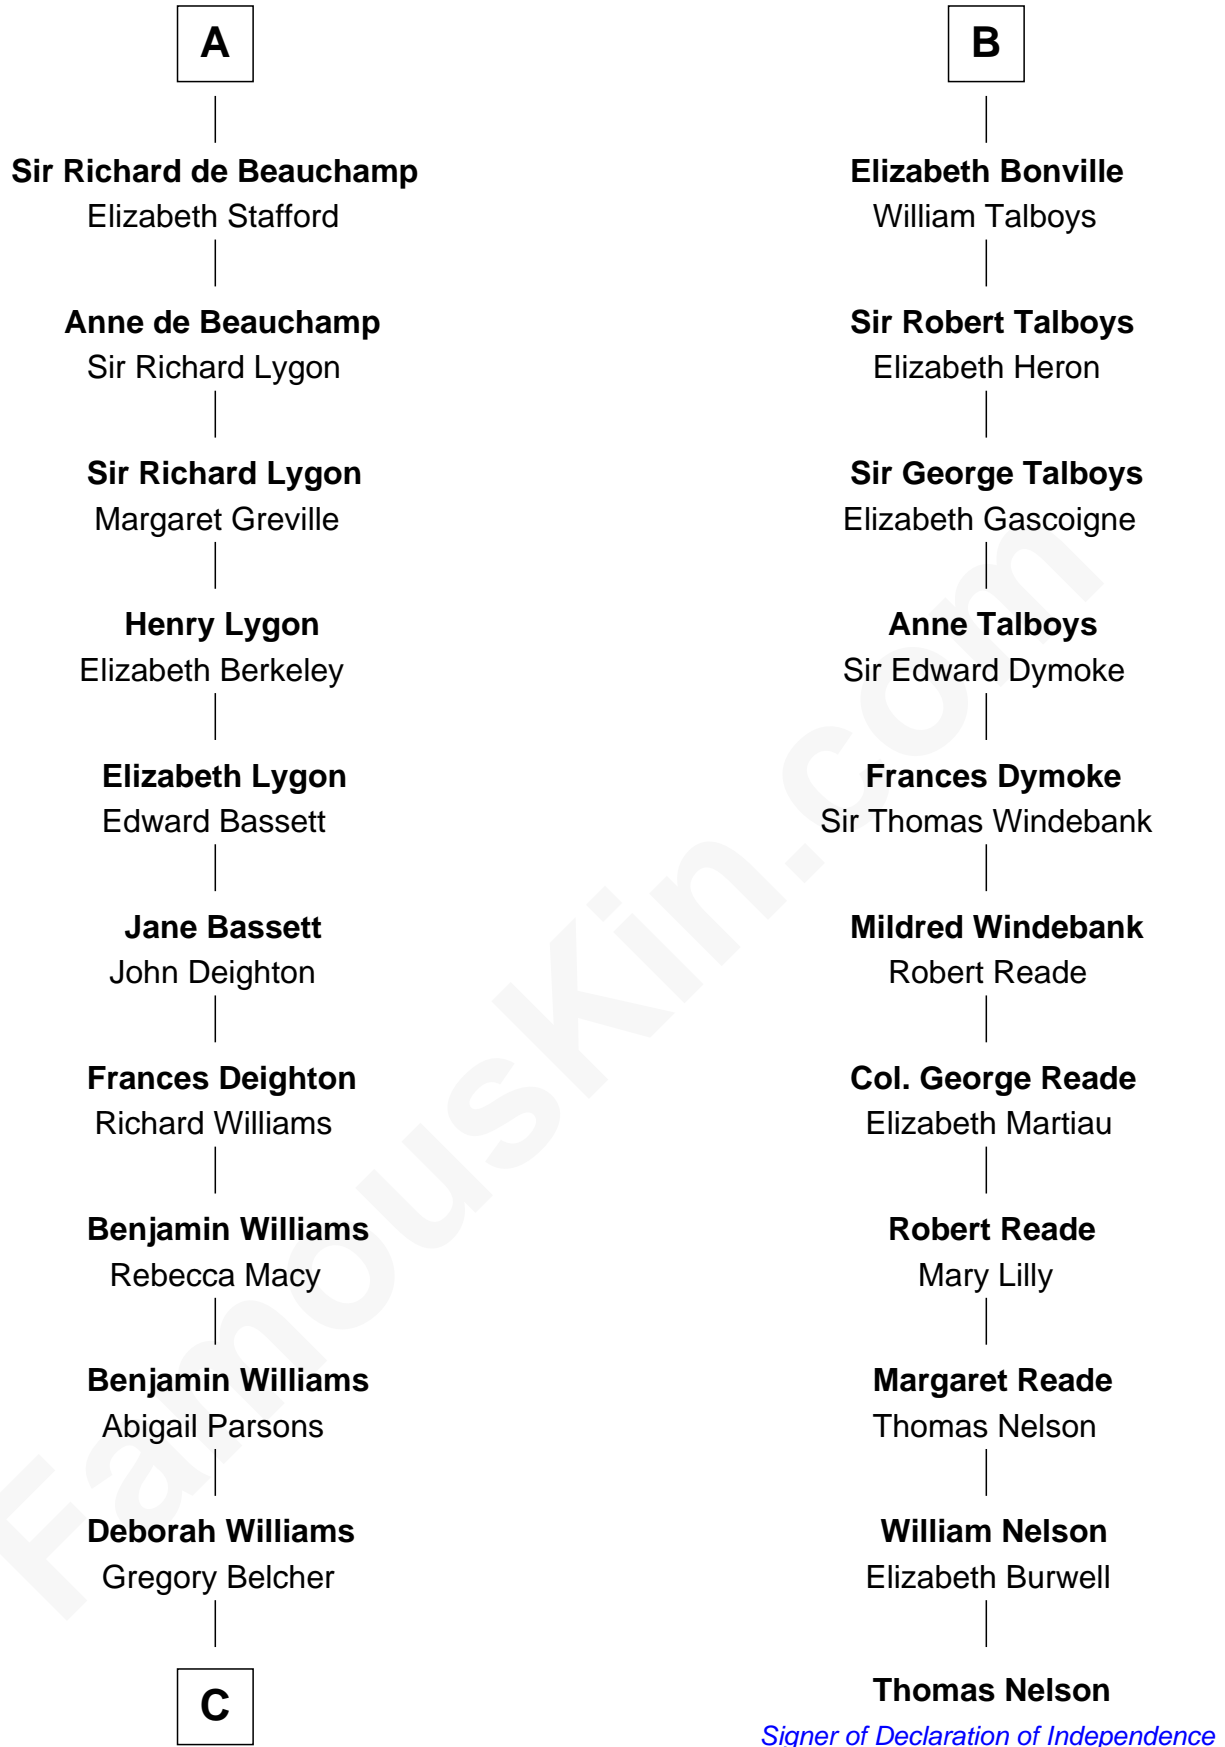 A
Sir Richard de Beauchamp
Elizabeth Stafford
Anne de Beauchamp
Sir Richard Lygon
Sir Richard Lygon
Margaret Greville
Henry Lygon
Elizabeth Berkeley
Elizabeth Lygon
Edward Bassett
Jane Bassett
John Deighton
Frances Deighton
Richard Williams
Benjamin Williams
Rebecca Macy
Benjamin Williams
Abigail Parsons
Deborah Williams
Gregory Belcher
C
B
Elizabeth Bonville
William Talboys
Sir Robert Talboys
Elizabeth Heron
Sir George Talboys
Elizabeth Gascoigne
Anne Talboys
Sir Edward Dymoke
Frances Dymoke
Sir Thomas Windebank
Mildred Windebank
Robert Reade
Col. George Reade
Elizabeth Martiau
Robert Reade
Mary Lilly
Margaret Reade
Thomas Nelson
William Nelson
Elizabeth Burwell
Thomas Nelson
Signer of Declaration of Independence
FamousKin.com